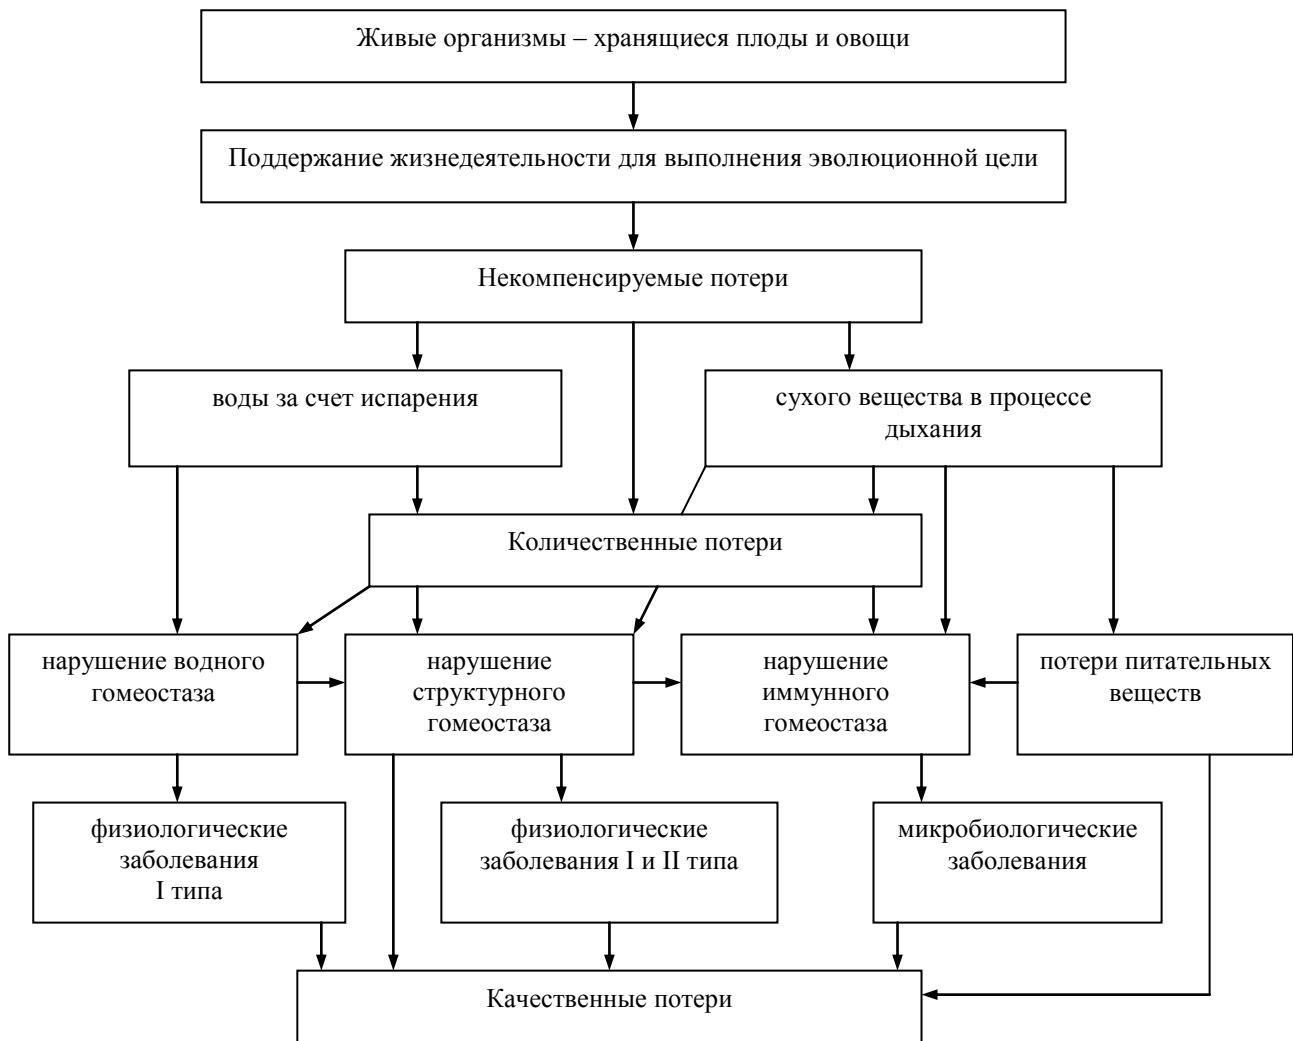 Живые организмы – хранящиеся плоды и овощи
Поддержание жизнедеятельности для выполнения эволюционной цели
Некомпенсируемые потери
воды за счет испарения
сухого вещества в процессе
дыхания
Количественные потери
нарушение водного
гомеостаза
нарушение
структурного
гомеостаза
нарушение
иммунного
гомеостаза
потери питательных
веществ
физиологические
заболевания
I типа
физиологические
заболевания I и II типа
микробиологические
заболевания
Качественные потери